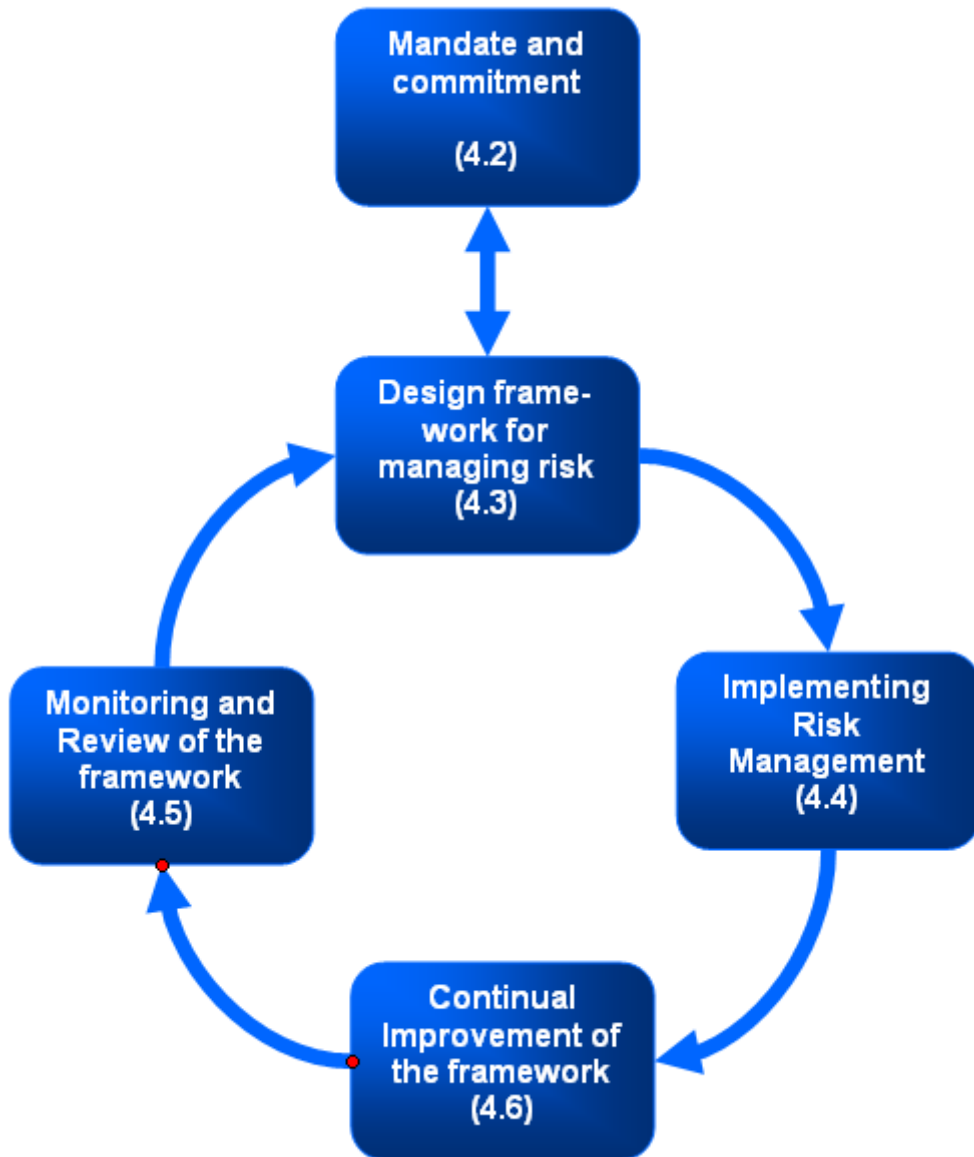 Mandate and
commitment
(4.2)
Design frame-
work for
managing risk
(4.3)
Implementing
Risk
Management
(4.4)
Monitoring and
Review of the
framework
(4.5)
Continual
Improvement of
the framework
(4.6)